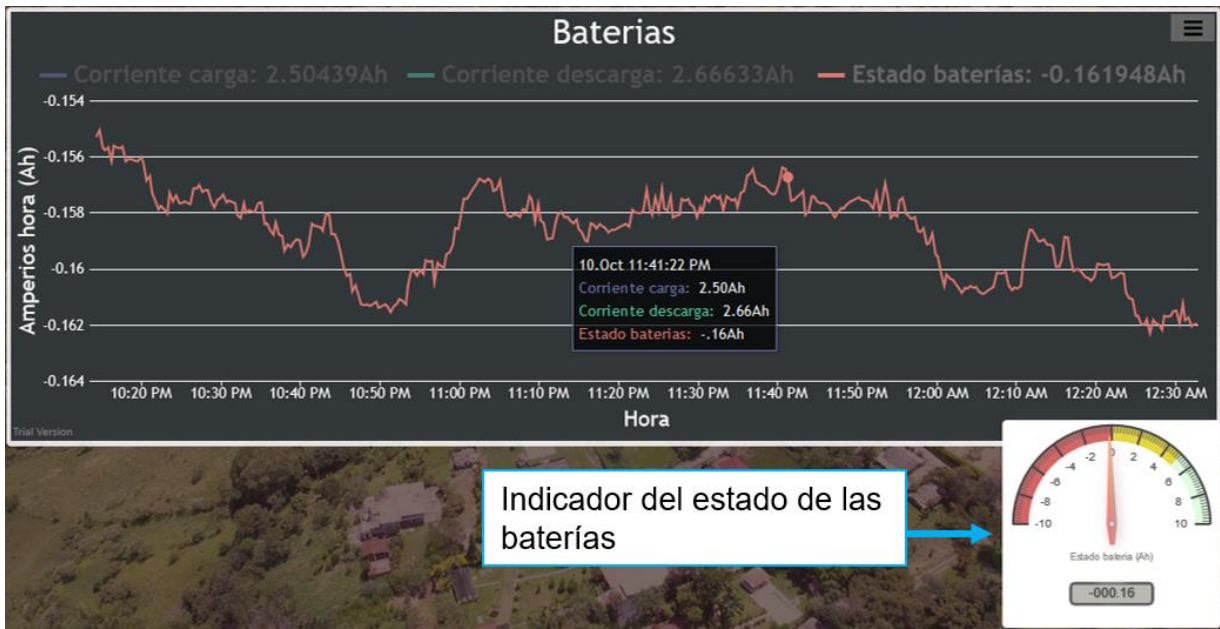 Baterias
Corriente carga: 2.50439Ah Corriente descarga: 2.66633Ah Estado baterías: -0.161948Ah
Amperios hora (Ah)
-0.154
-0.156
-0.158
-0.16
-0.162
-0.164
10.Oct 11:41:22 PM
Corriente carga: 2.50Ah
Corriente descarga: 2.66Ah
Estado baterias: -.16Ah
10:20 PM 10:30 PM 10:40 PM 10:50 PM 11:00 PM 11:10 PM 11:20 PM 11:30 PM 11:40 PM 11:50 PM 12:00 AM 12:10 AM 12:20 AM 12:30 AM
Hora
Trial Version
Indicador del estado de las
baterías
-10 -8 -6 -4 -2 0 2 4 6 8 10
Estado bateria (Ah)
-000.16